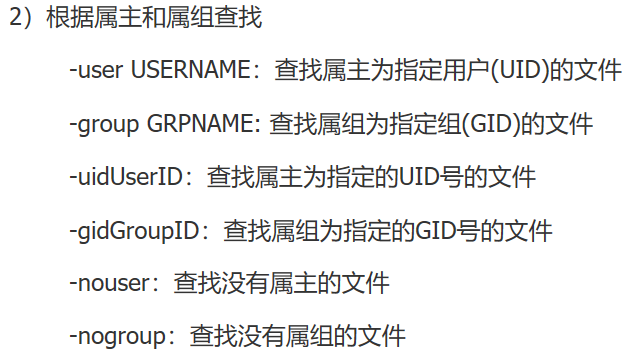 2）根据属主和属组查找
-user USERNAME：查找属主为指定用户(UID)的文件
-group GRPNAME: 查找属组为指定组(GID)的文件
-uidUserID：查找属主为指定的UID号的文件
-gidGroupID：查找属组为指定的GID号的文件
-nouser：查找没有属主的文件
-nogroup：查找没有属组的文件